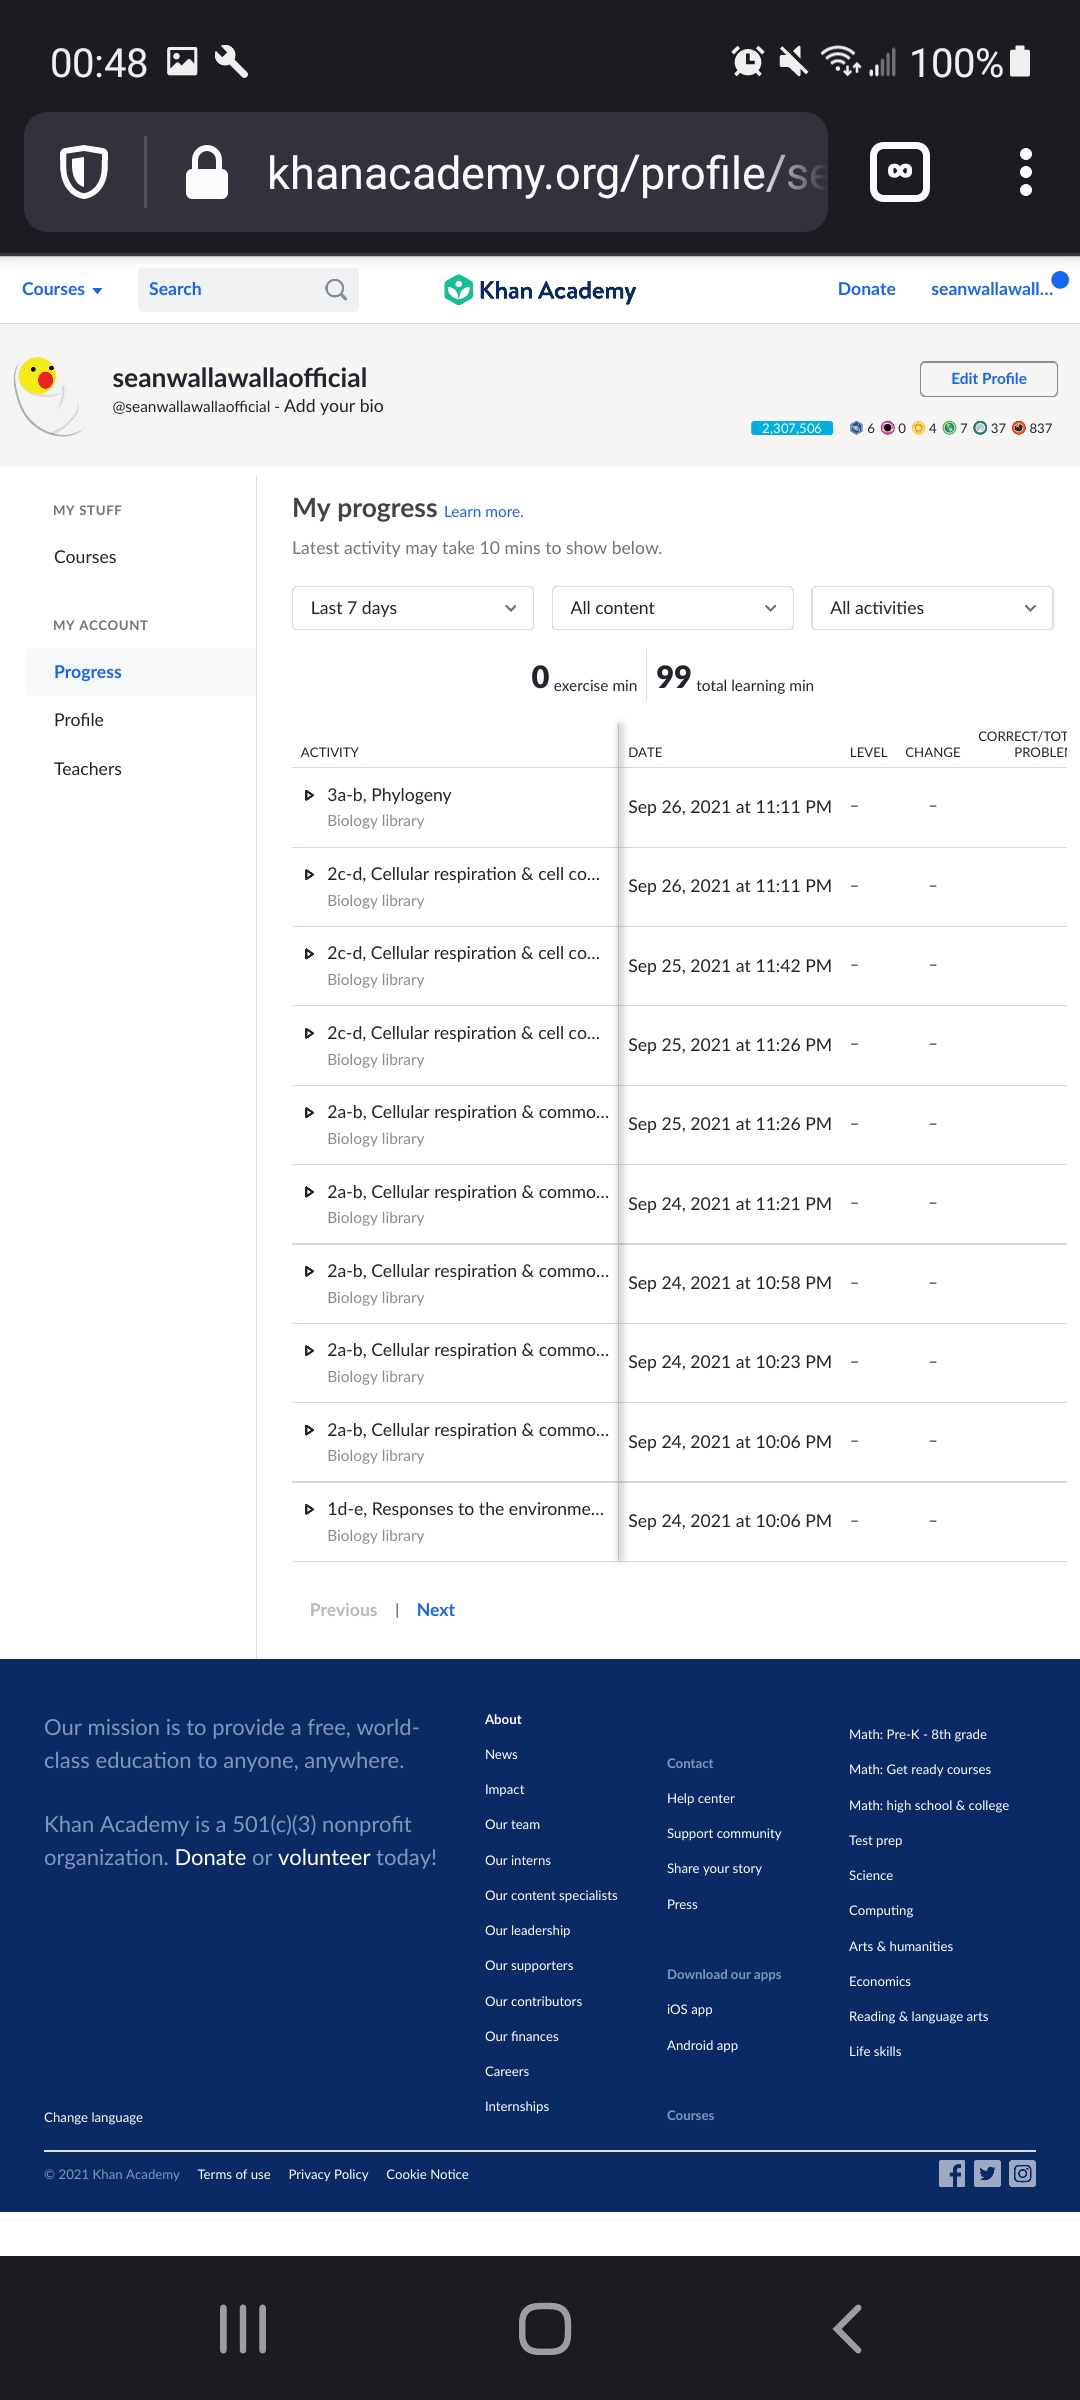 00:48
100%
khanacademy.org/profile/se
Courses
Search
Khan Academy
Donate
seanwallawall...
seanwallawallaofficial
@seanwallawallaofficial - Add your bio
Edit Profile
2,307,506 6 0 4 7 37 837
MY STUFF
Courses
MY ACCOUNT
Progress
Profile
Teachers
My progress Learn more.
Latest activity may take 10 mins to show below.
Last 7 days
All content
All activities
0 exercise min 99 total learning min
ACTIVITY DATE LEVEL CHANGE CORRECT/TOT
PROBLEM
3a-b, Phylogeny
Biology library
Sep 26, 2021 at 11:11 PM – –
2c-d, Cellular respiration & cell co...
Biology library
Sep 26, 2021 at 11:11 PM – –
2c-d, Cellular respiration & cell co...
Biology library
Sep 25, 2021 at 11:42 PM – –
2c-d, Cellular respiration & cell co...
Biology library
Sep 25, 2021 at 11:26 PM – –
2a-b, Cellular respiration & commo...
Biology library
Sep 25, 2021 at 11:26 PM – –
2a-b, Cellular respiration & commo...
Biology library
Sep 24, 2021 at 11:21 PM – –
2a-b, Cellular respiration & commo...
Biology library
Sep 24, 2021 at 10:58 PM – –
2a-b, Cellular respiration & commo...
Biology library
Sep 24, 2021 at 10:23 PM – –
2a-b, Cellular respiration & commo...
Biology library
Sep 24, 2021 at 10:06 PM – –
1d-e, Responses to the environme...
Biology library
Sep 24, 2021 at 10:06 PM – –
Previous | Next
Our mission is to provide a free, world-
class education to anyone, anywhere.
Khan Academy is a 501(c)(3) nonprofit
organization. Donate or volunteer today!
About
News
Impact
Our team
Our interns
Our content specialists
Our leadership
Our supporters
Our contributors
Our finances
Careers
Internships
Contact
Help center
Support community
Share your story
Press
Download our apps
iOS app
Android app
Courses
Math: Pre-K - 8th grade
Math: Get ready courses
Math: high school & college
Test prep
Science
Computing
Arts & humanities
Economics
Reading & language arts
Life skills
Change language
© 2021 Khan Academy Terms of use Privacy Policy Cookie Notice